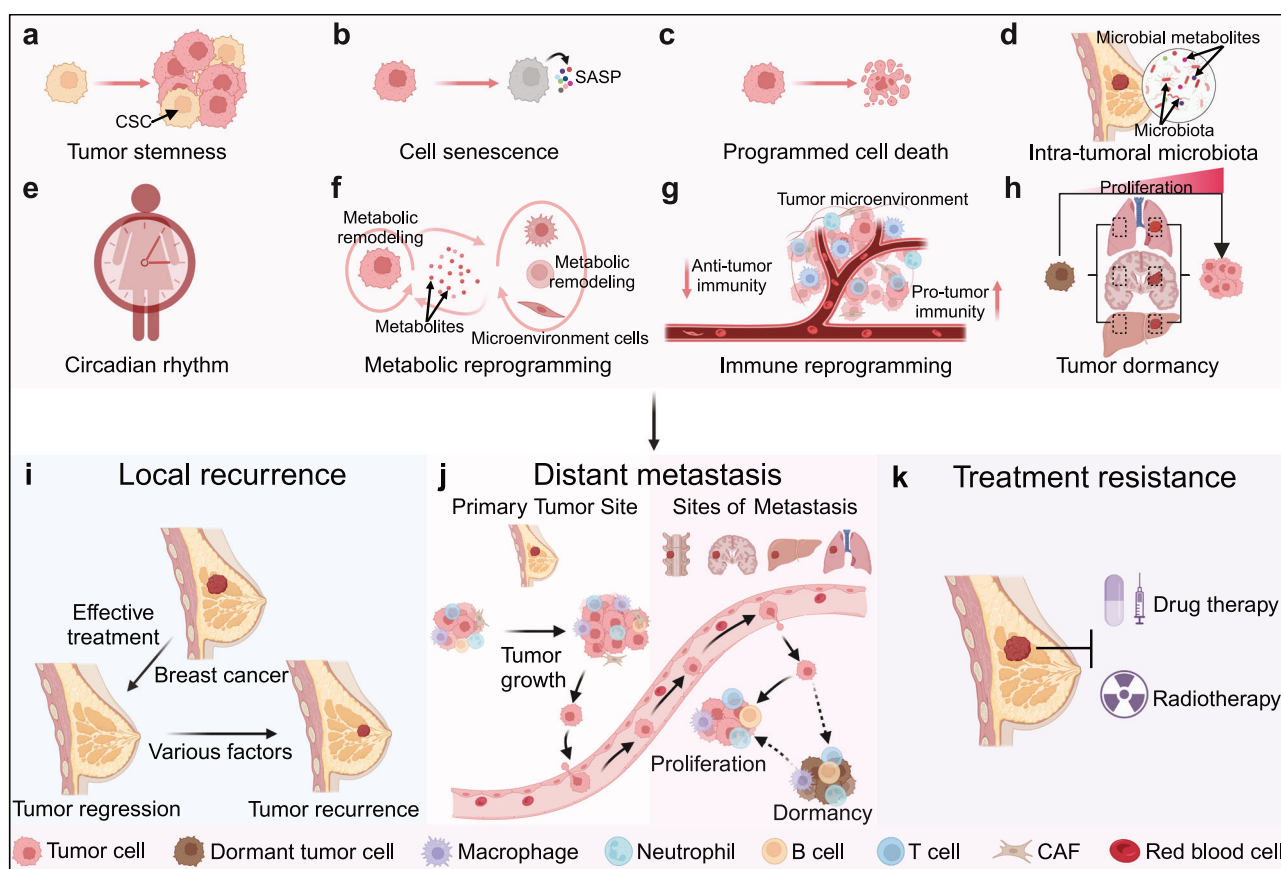 a
CSC
Tumor stemness
b
SASP
Cell senescence
c
Programmed cell death
d
Microbial metabolites
Microbiota
Intra-tumoral microbiota
e
Circadian rhythm
f
Metabolic
remodeling
Metabolites
Metabolic
remodeling
Microenvironment cells
Metabolic reprogramming
g
Tumor microenvironment
Anti-tumor
immunity
Pro-tumor
immunity
Immune reprogramming
h
Proliferation
Tumor dormancy
i
Local recurrence
Effective
treatment
Breast cancer
Various factors
Tumor regression
Tumor recurrence
j
Distant metastasis
Primary Tumor Site
Sites of Metastasis
Tumor
growth
Proliferation
Dormancy
k
Treatment resistance
Drug therapy
Radiotherapy
Tumor cell
Dormant tumor cell
Macrophage
Neutrophil
B cell
T cell
CAF
Red blood cell